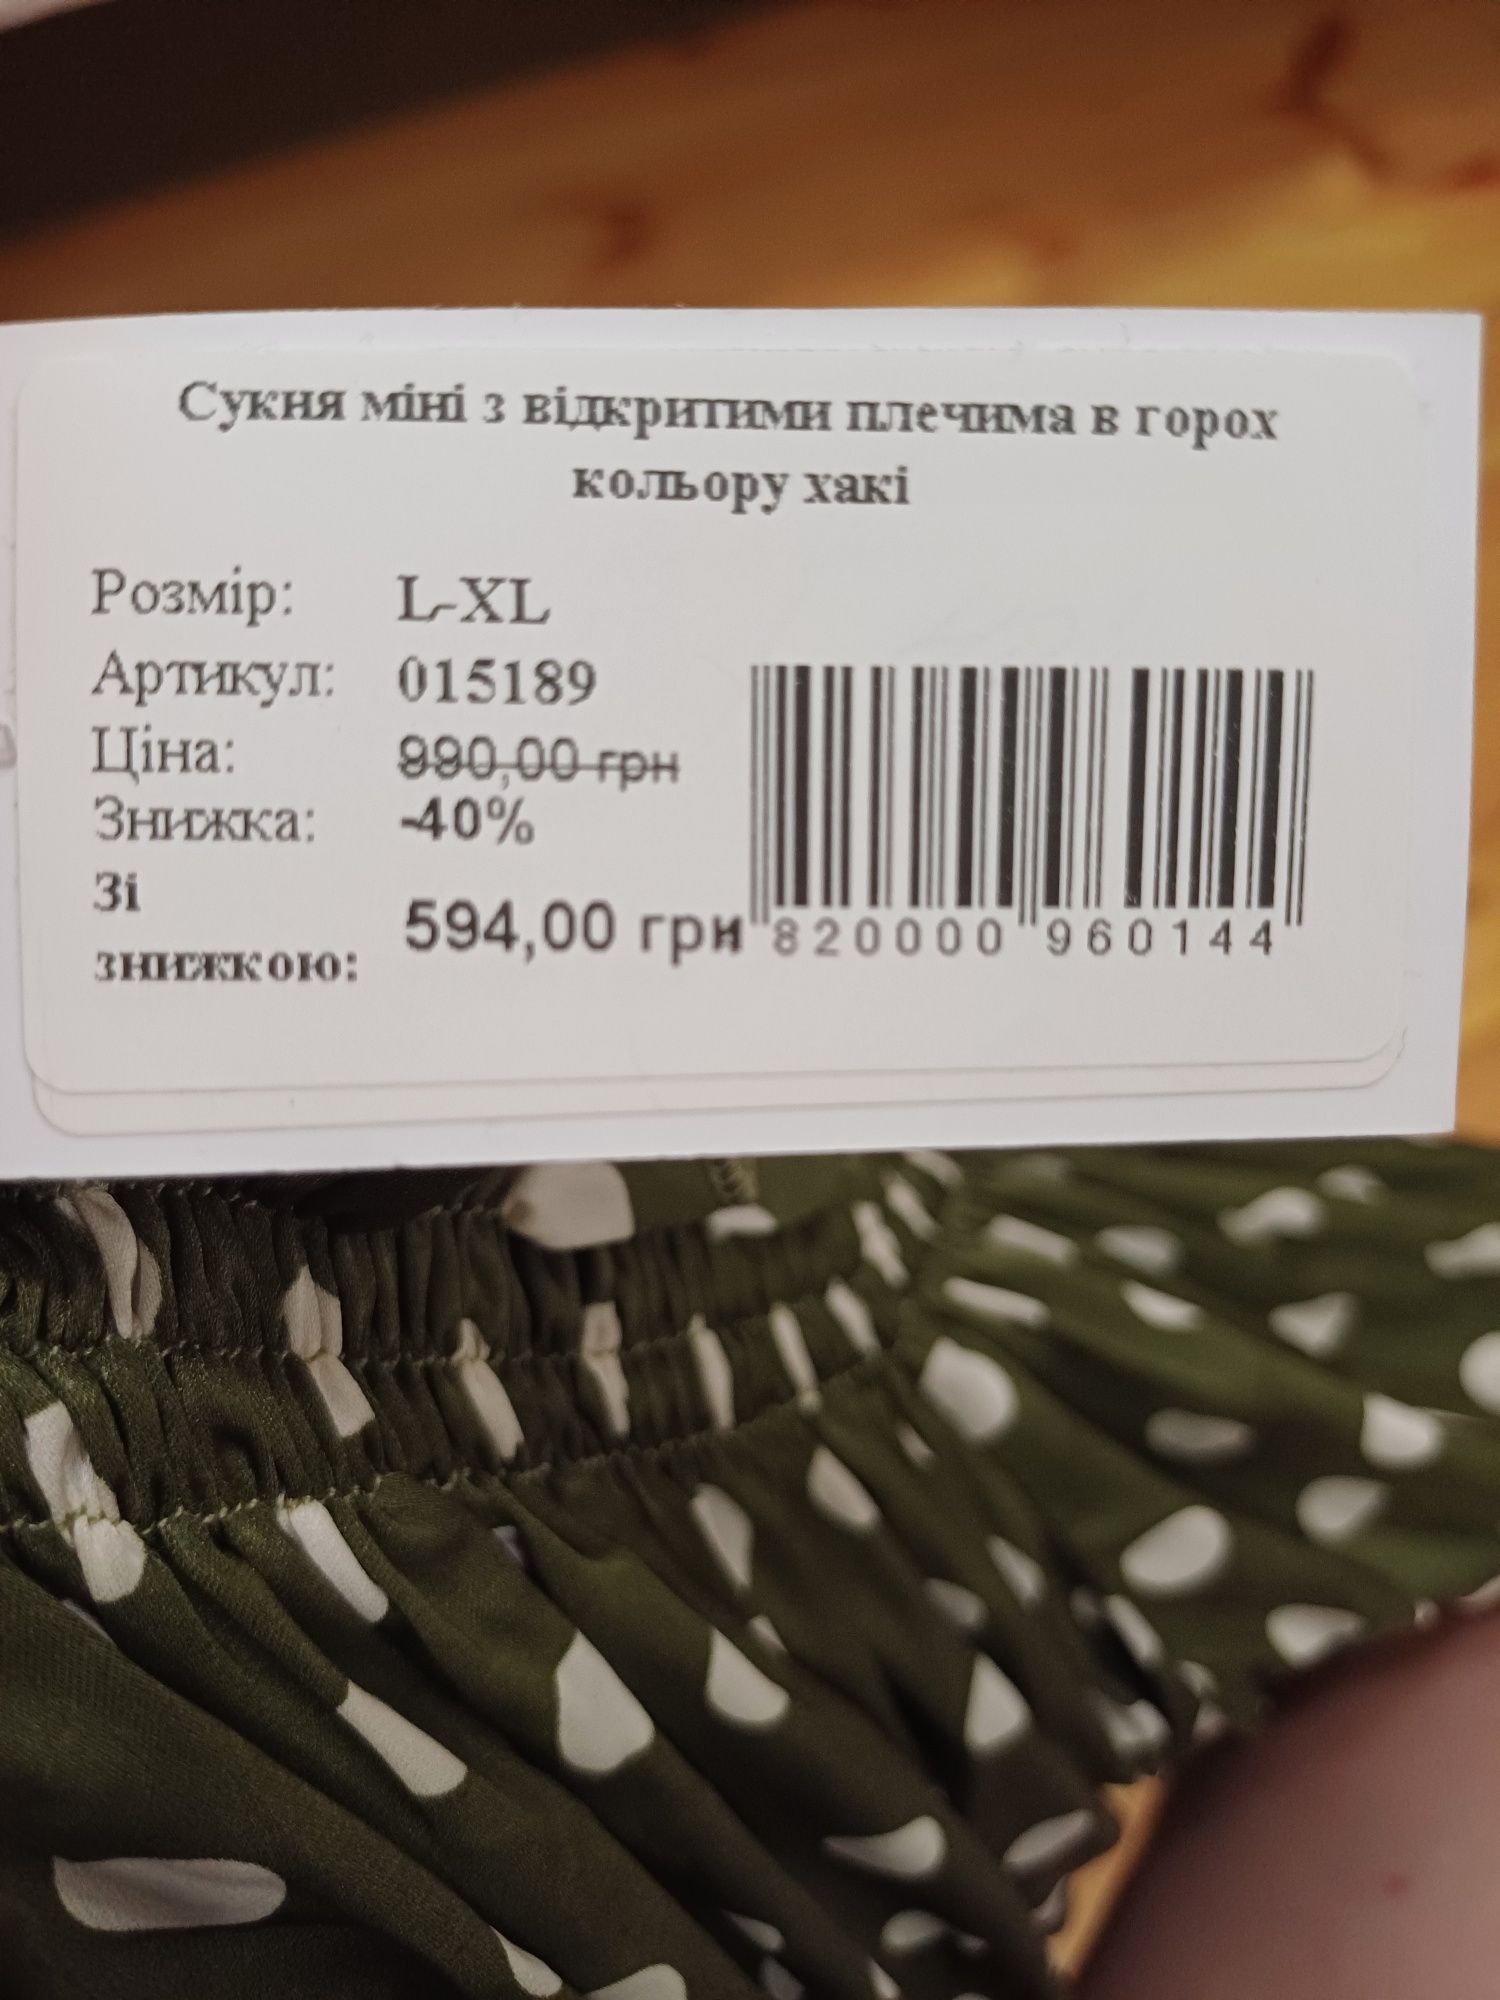 Сукня міні з відкритими плечима в горох
кольору хакі
Розмір: L-XL
Артикул: 015189
Ціна: 990,00 грн
Знижка: -40%
Зі
знижкою: 594,00 грн
820000 960144